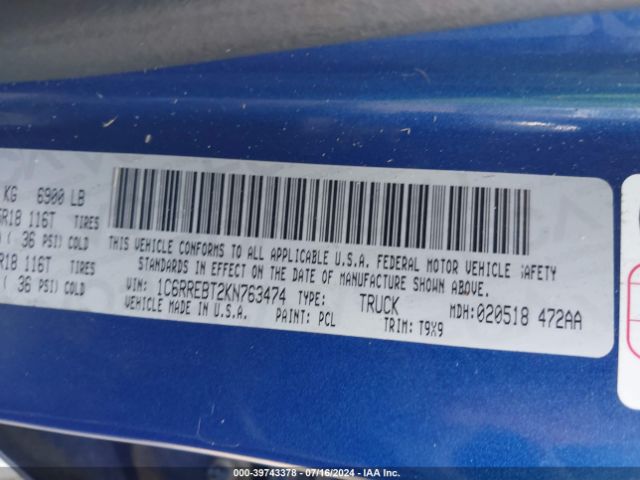 KG 6900 LB
R18 116T TIRES
( 36 PSI) COLD
R18 116T TIRES
( 36 PSI) COLD
THIS VEHICLE CONFORMS TO ALL APPLICABLE U.S.A. FEDERAL MOTOR VEHICLE SAFETY
STANDARDS IN EFFECT ON THE DATE OF MANUFACTURE SHOWN ABOVE.
VIN: 1C6RREBT2KN763474 TYPE: TRUCK MDH:020518 472AA
VEHICLE MADE IN U.S.A. PAINT: PCL TRIM: T9X9
000-39743378 - 07/16/2024 - IAA Inc.